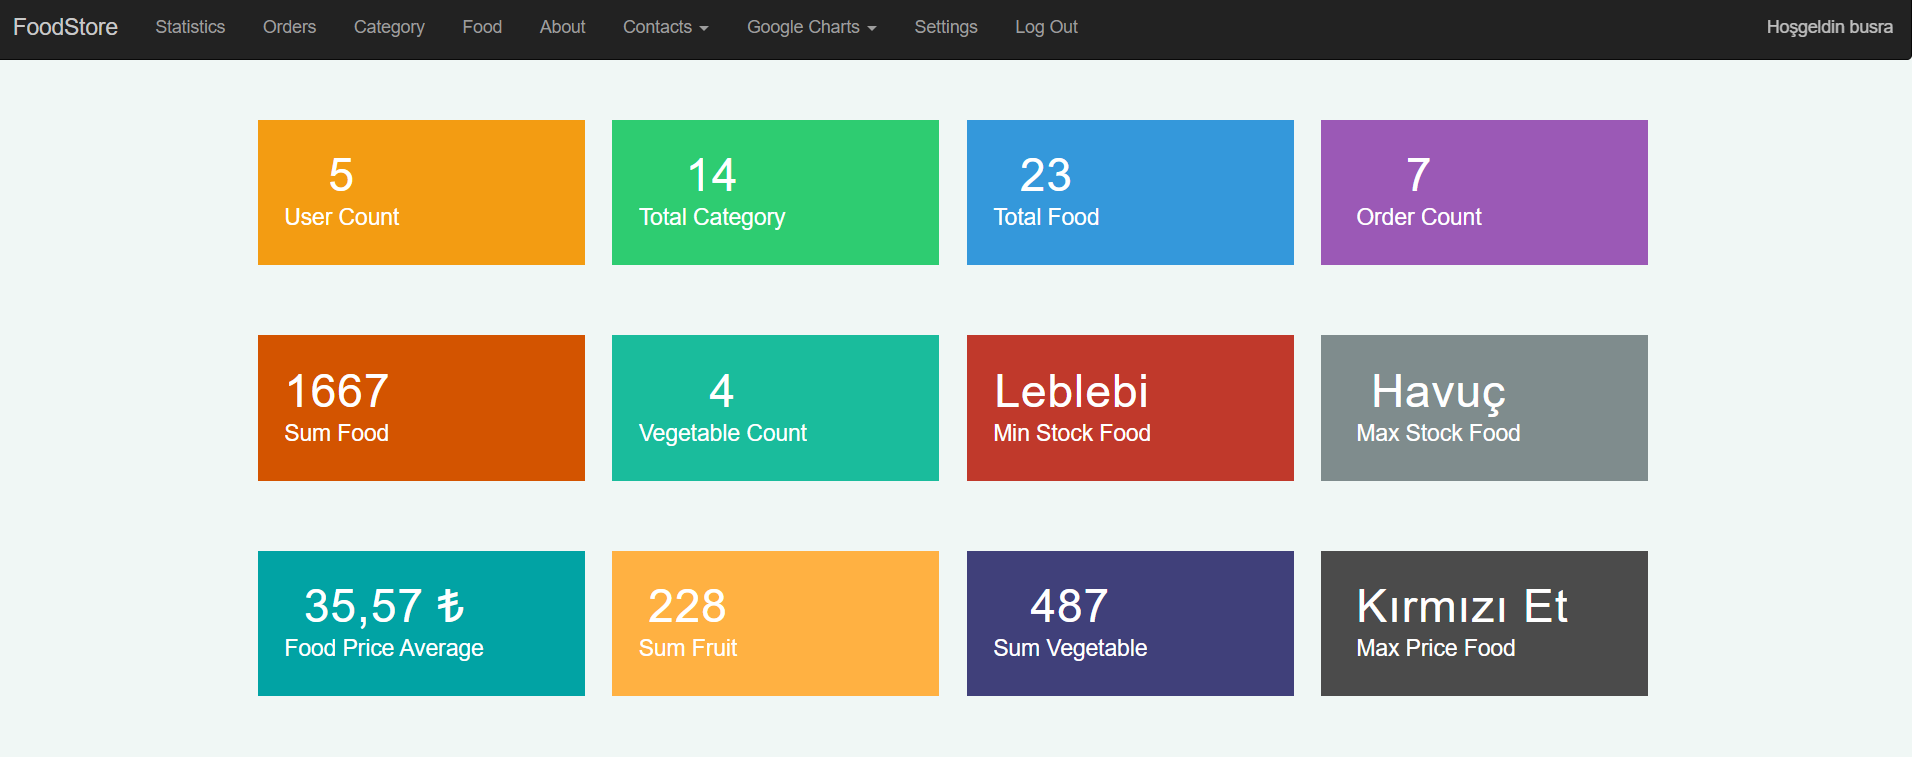 FoodStore Statistics Orders Category Food About Contacts Google Charts Settings Log Out Hoşgeldin busra
5
User Count
14
Total Category
23
Total Food
7
Order Count
1667
Sum Food
4
Vegetable Count
Leblebi
Min Stock Food
Havuç
Max Stock Food
35,57 ₺
Food Price Average
228
Sum Fruit
487
Sum Vegetable
Kırmızı Et
Max Price Food